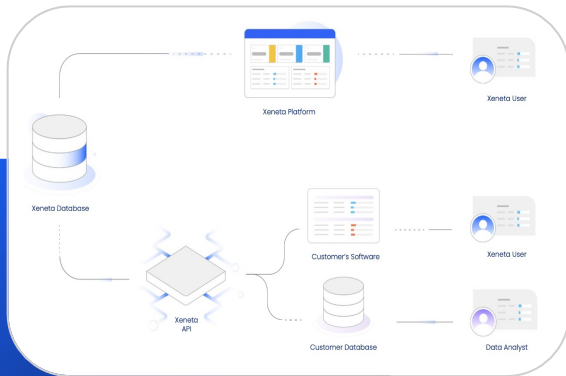 Xeneta Platform
Xeneta User
Xeneta Database
Customer's Software
Xeneta User
Xeneta
API
Customer Database
Data Analyst